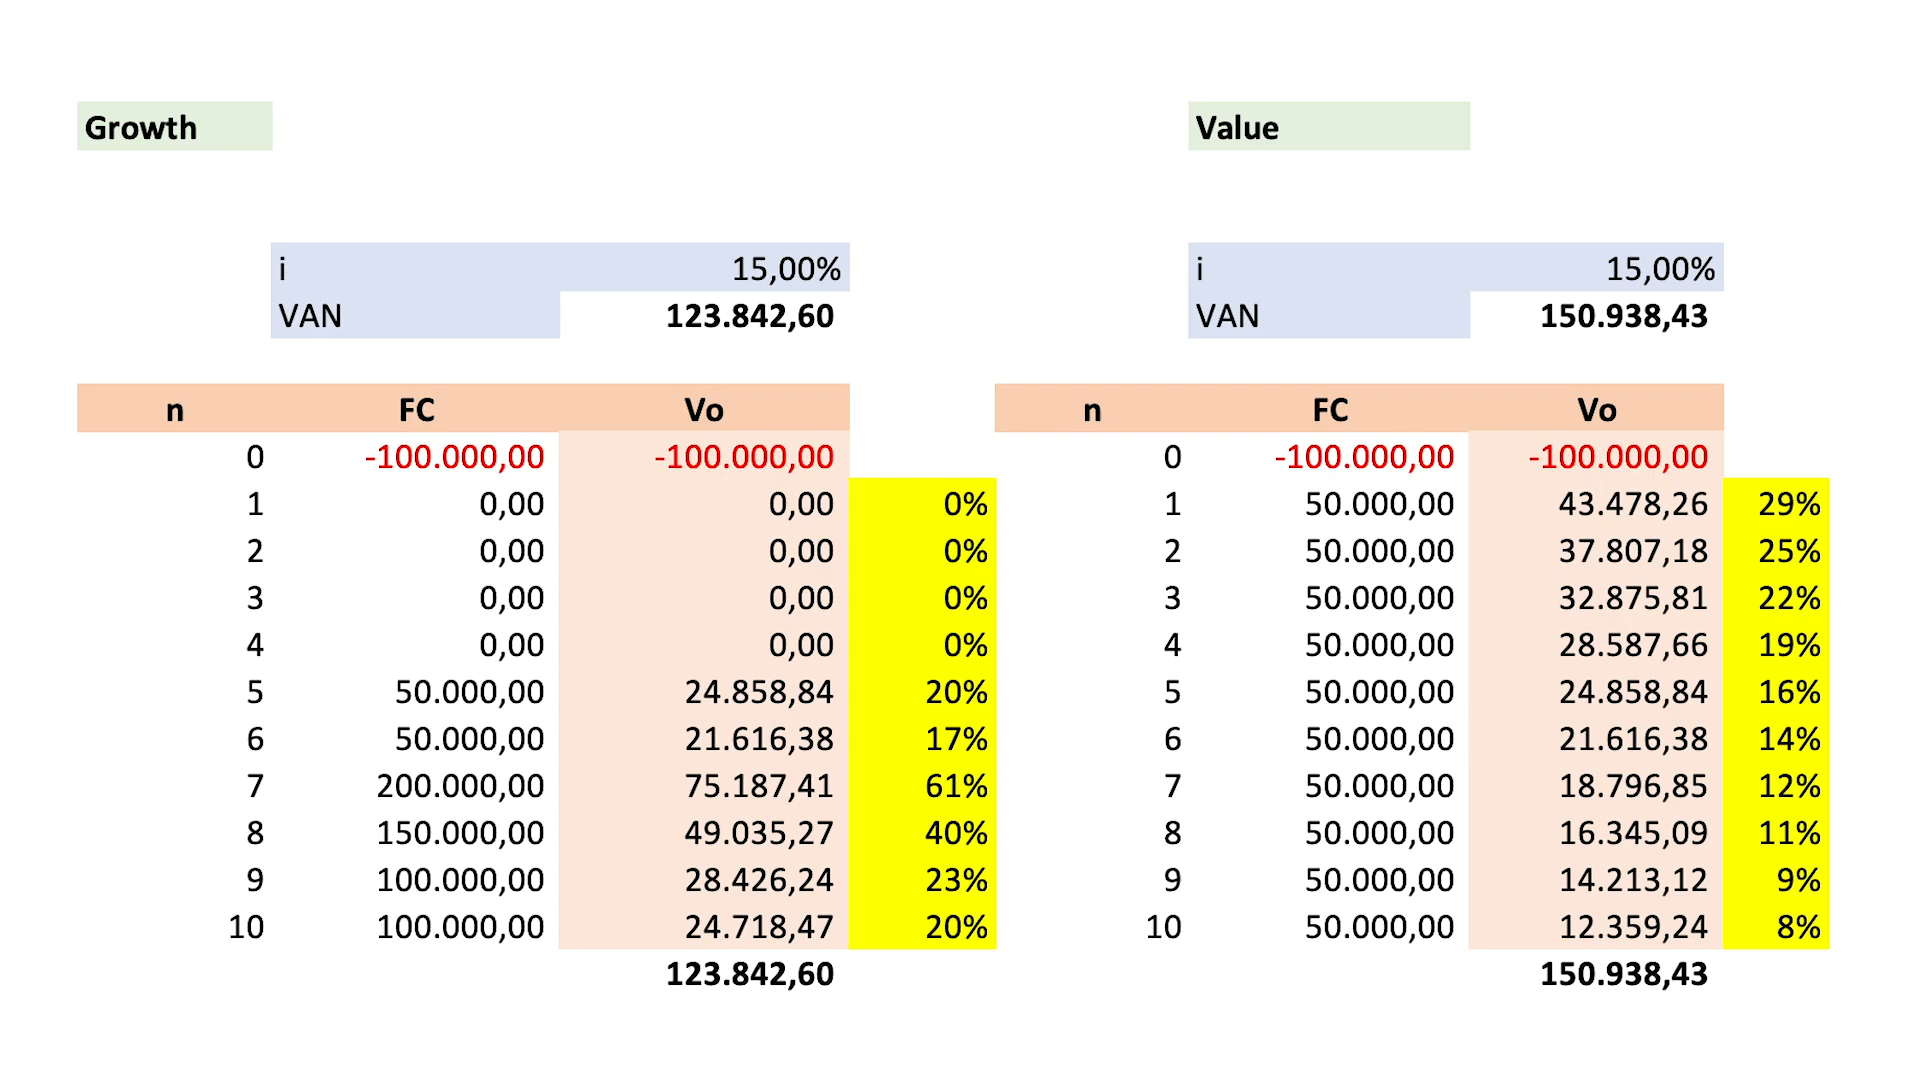 Growth Value
i 15,00% i 15,00%
VAN 123.842,60 VAN 150.938,43
n FC Vo n FC Vo
0 -100.000,00 -100.000,00 0 -100.000,00 -100.000,00
1 0,00 0,00 0% 1 50.000,00 43.478,26 29%
2 0,00 0,00 0% 2 50.000,00 37.807,18 25%
3 0,00 0,00 0% 3 50.000,00 32.875,81 22%
4 0,00 0,00 0% 4 50.000,00 28.587,66 19%
5 50.000,00 24.858,84 20% 5 50.000,00 24.858,84 16%
6 50.000,00 21.616,38 17% 6 50.000,00 21.616,38 14%
7 200.000,00 75.187,41 61% 7 50.000,00 18.796,85 12%
8 150.000,00 49.035,27 40% 8 50.000,00 16.345,09 11%
9 100.000,00 28.426,24 23% 9 50.000,00 14.213,12 9%
10 100.000,00 24.718,47 20% 10 50.000,00 12.359,24 8%
123.842,60 150.938,43